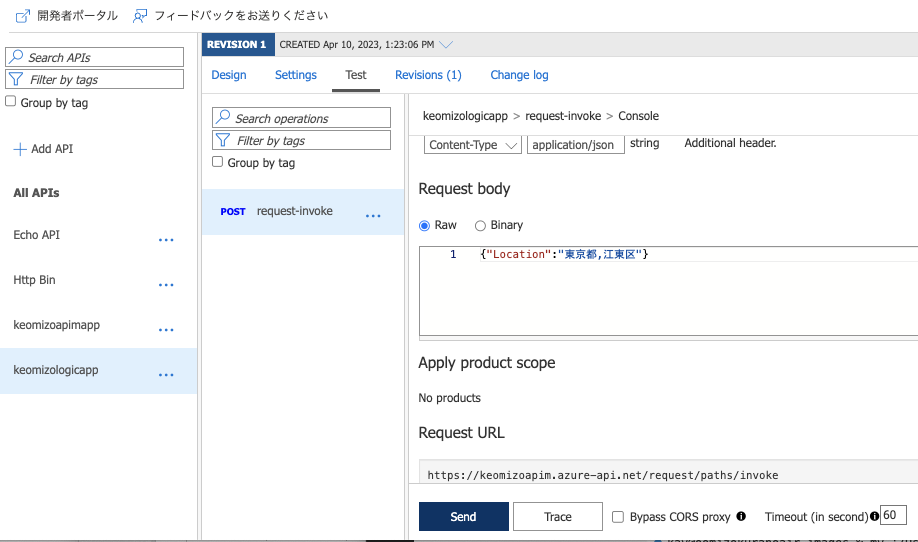 開発者ポータル フィードバックをお送りください
REVISION 1 CREATED Apr 10, 2023, 1:23:06 PM
Search APIs
Filter by tags
Group by tag
Add API
All APIs
Echo API
Http Bin
keomizoapimapp
keomizologicapp
Design Settings Test Revisions (1) Change log
Search operations
Filter by tags
Group by tag
POST request-invoke
keomizologicapp > request-invoke > Console
Content-Type application/json string Additional header.
Request body
Raw Binary
1 {"Location":"東京都,江東区"}
Apply product scope
No products
Request URL
https://keomizoapim.azure-api.net/request/paths/invoke
Send Trace Bypass CORS proxy Timeout (in second) 60